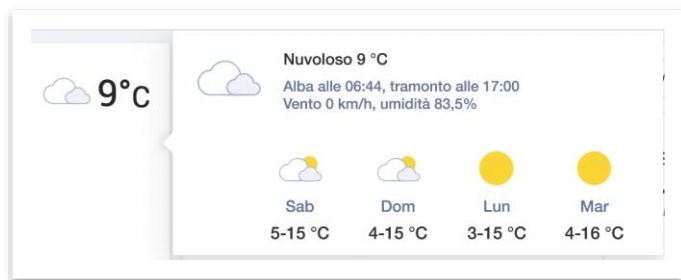 9°C
Nuvoloso 9 °C
Alba alle 06:44, tramonto alle 17:00
Vento 0 km/h, umidità 83,5%
Sab Dom Lun Mar
5-15 °C 4-15 °C 3-15 °C 4-16 °C